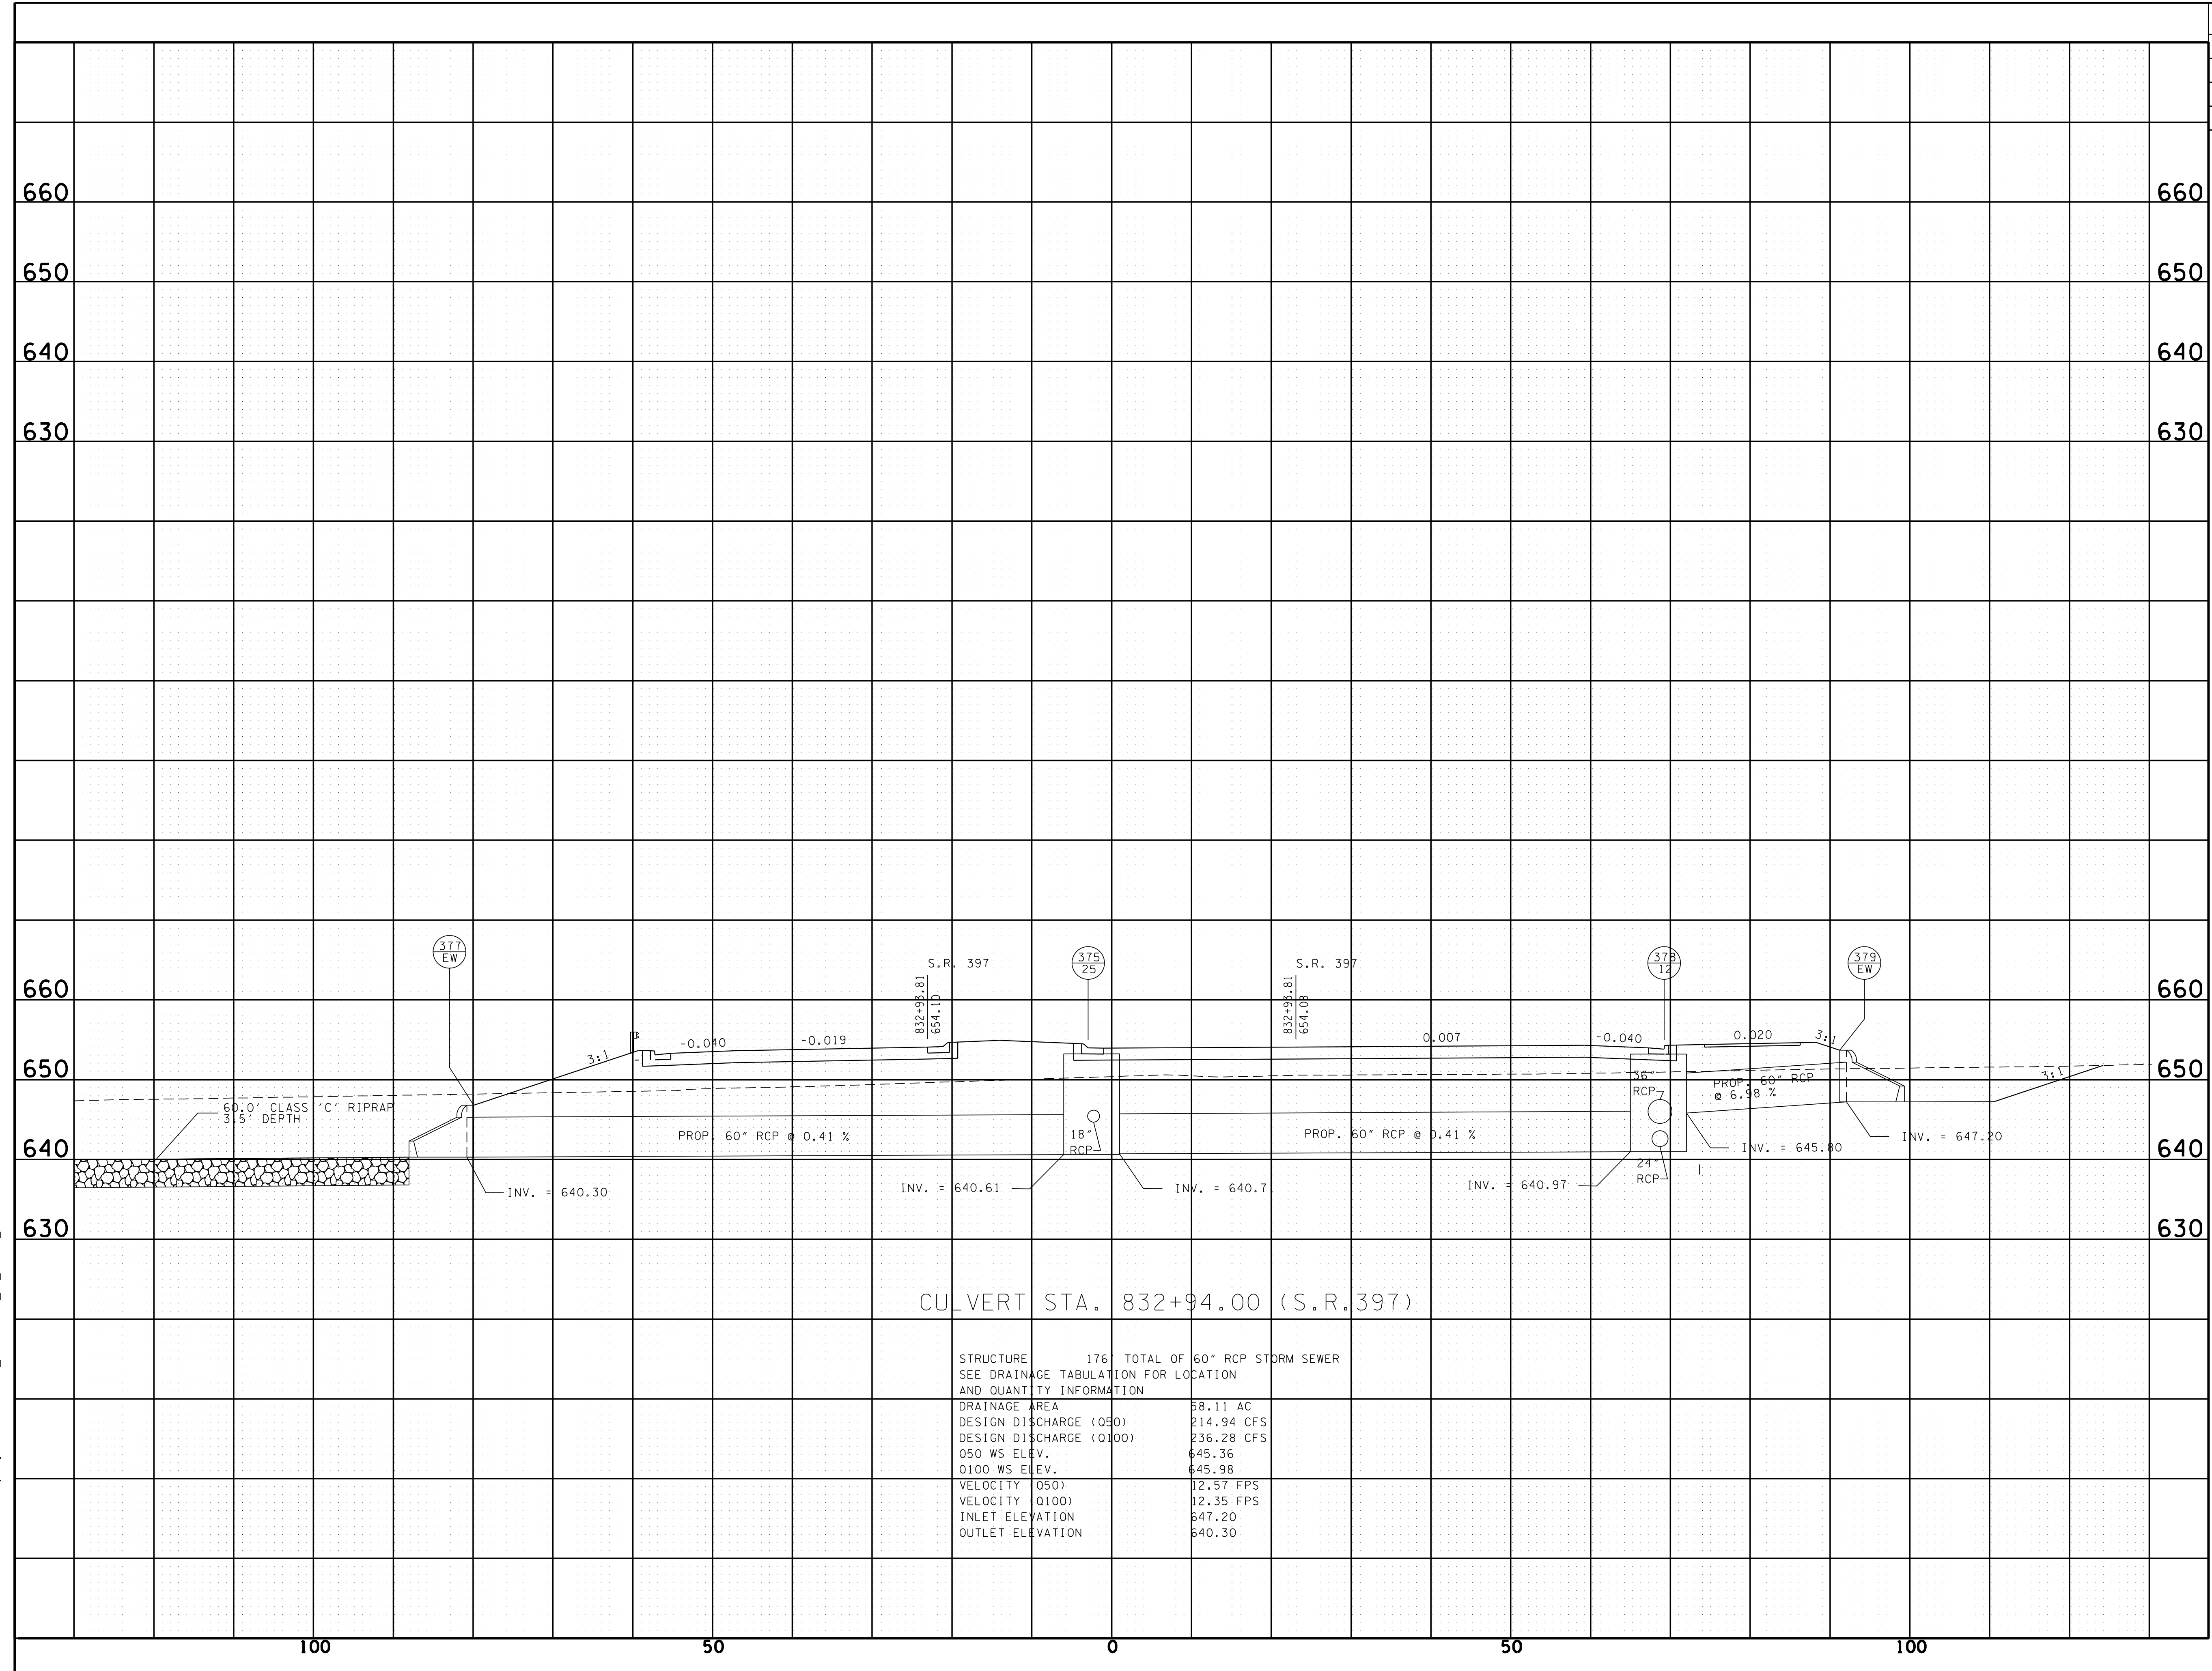 660 660
650 650
640 640
630 630
377
EW
S.R. 397
832+93.81
654.10
375
25
S.R. 397
832+93.81
654.08
378
12
379
EW
660 660
3:1
-0.040
-0.019
0.007
-0.040
0.020
3:1
650 650
3:1
60.0' CLASS 'C' RIPRAP
3.5' DEPTH
36"
RCP
PROP. 60" RCP
@ 6.98 %
PROP. 60" RCP @ 0.41 %
18"
RCP
PROP. 60" RCP @ 0.41 %
INV. = 647.20
640 640
INV. = 645.80
24"
RCP
INV. = 640.30
INV. = 640.61
INV. = 640.71
INV. = 640.97
630 630
CULVERT STA. 832+94.00 (S.R.397)
STRUCTURE 176' TOTAL OF 60" RCP STORM SEWER
SEE DRAINAGE TABULATION FOR LOCATION
AND QUANTITY INFORMATION
DRAINAGE AREA 58.11 AC
DESIGN DISCHARGE (Q50) 214.94 CFS
DESIGN DISCHARGE (Q100) 236.28 CFS
Q50 WS ELEV. 645.36
Q100 WS ELEV. 645.98
VELOCITY (Q50) 12.57 FPS
VELOCITY (Q100) 12.35 FPS
INLET ELEVATION 647.20
OUTLET ELEVATION 640.30
100 50 0 50 100